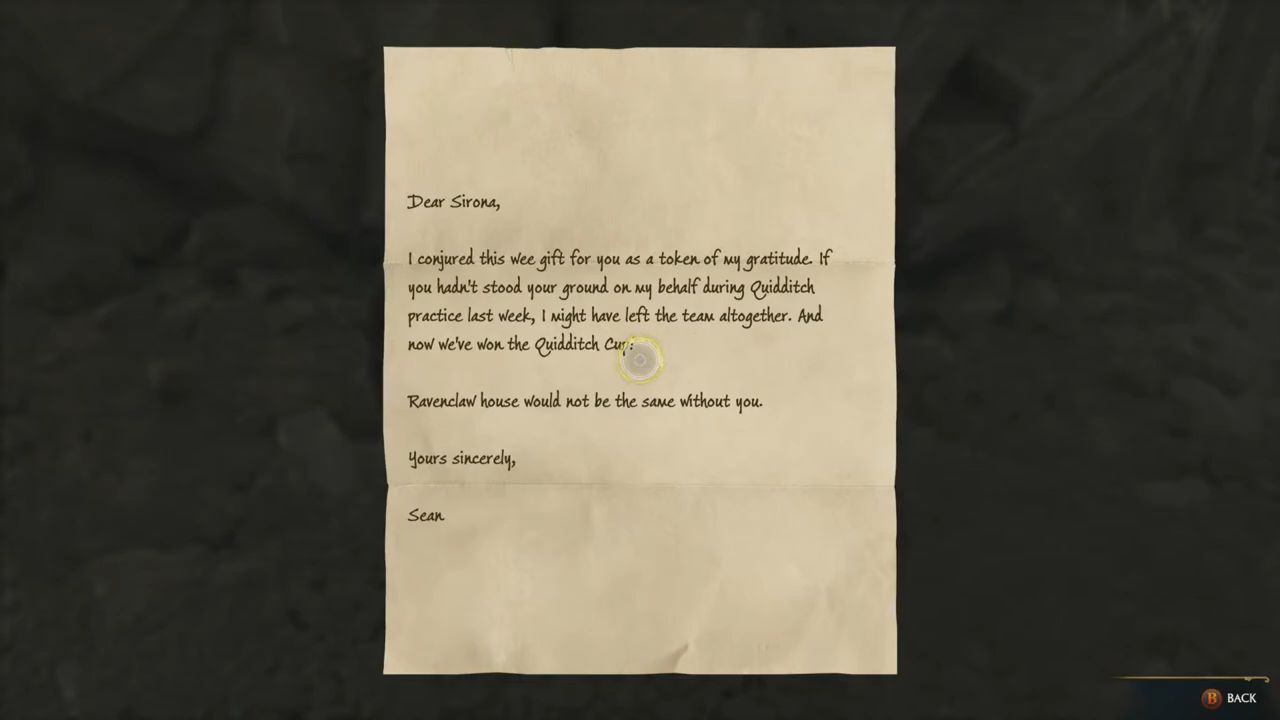 Dear Sirona,
I conjured this wee gift for you as a token of my gratitude. If
you hadn't stood your ground on my behalf during Quidditch
practice last week, I might have left the team altogether. And
now we've won the Quidditch Cup!
Ravenclaw house would not be the same without you.
Yours sincerely,
Sean
B BACK